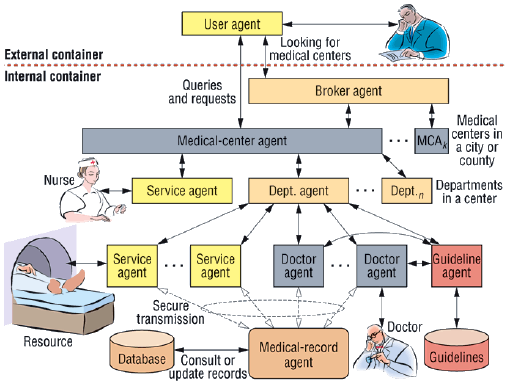 User agent
External container
Internal container
Looking for
medical centers
Queries
and requests
Broker agent
Medical-center agent
MCAk
Medical
centers in
a city or
county
Nurse
Service agent
Dept. agent
Dept.n
Departments
in a center
Service
agent
Service
agent
Doctor
agent
Doctor
agent
Guideline
agent
Secure
transmission
Resource
Database
Consult or
update records
Medical-record
agent
Doctor
Guidelines